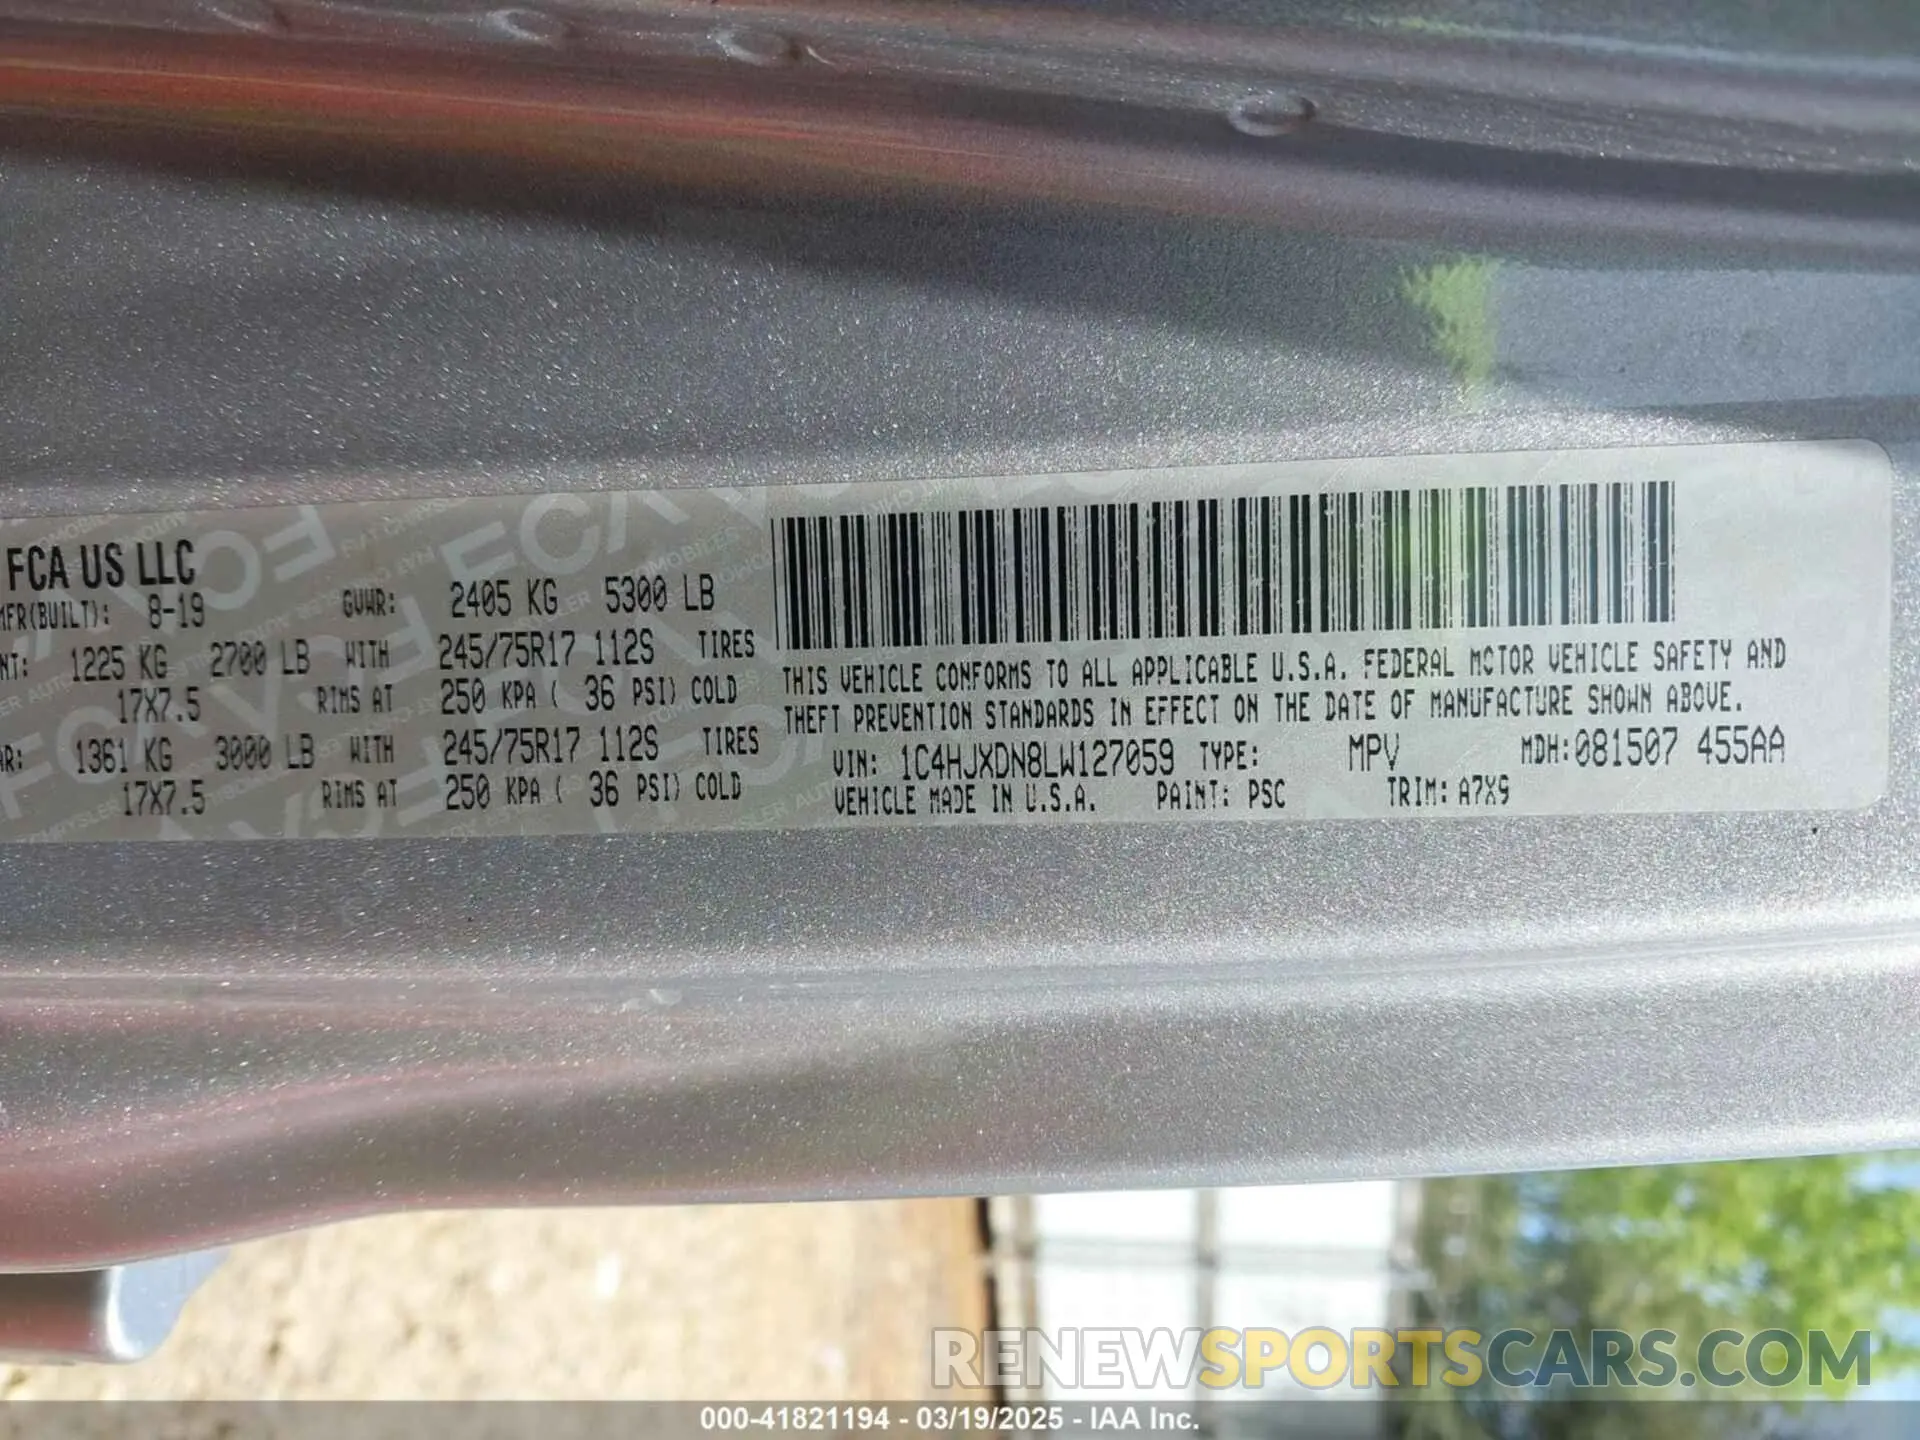 FCA US LLC
MFR(BUILT): 8-19 GVWR: 2405 KG 5300 LB
NT: 1225 KG 2700 LB WITH 245/75R17 112S TIRES
17X7.5 RIMS AT 250 KPA ( 36 PSI) COLD
AR: 1361 KG 3000 LB WITH 245/75R17 112S TIRES
17X7.5 RIMS AT 250 KPA ( 36 PSI) COLD
THIS VEHICLE CONFORMS TO ALL APPLICABLE U.S.A. FEDERAL MOTOR VEHICLE SAFETY AND
THEFT PREVENTION STANDARDS IN EFFECT ON THE DATE OF MANUFACTURE SHOWN ABOVE.
VIN: 1C4HJXDN8LW127059 TYPE: MPV MDH:081507 455AA
VEHICLE MADE IN U.S.A. PAINT: PSC TRIM: A7X9
RENEWSPORTSCARS.COM
000-41821194 - 03/19/2025 - IAA Inc.